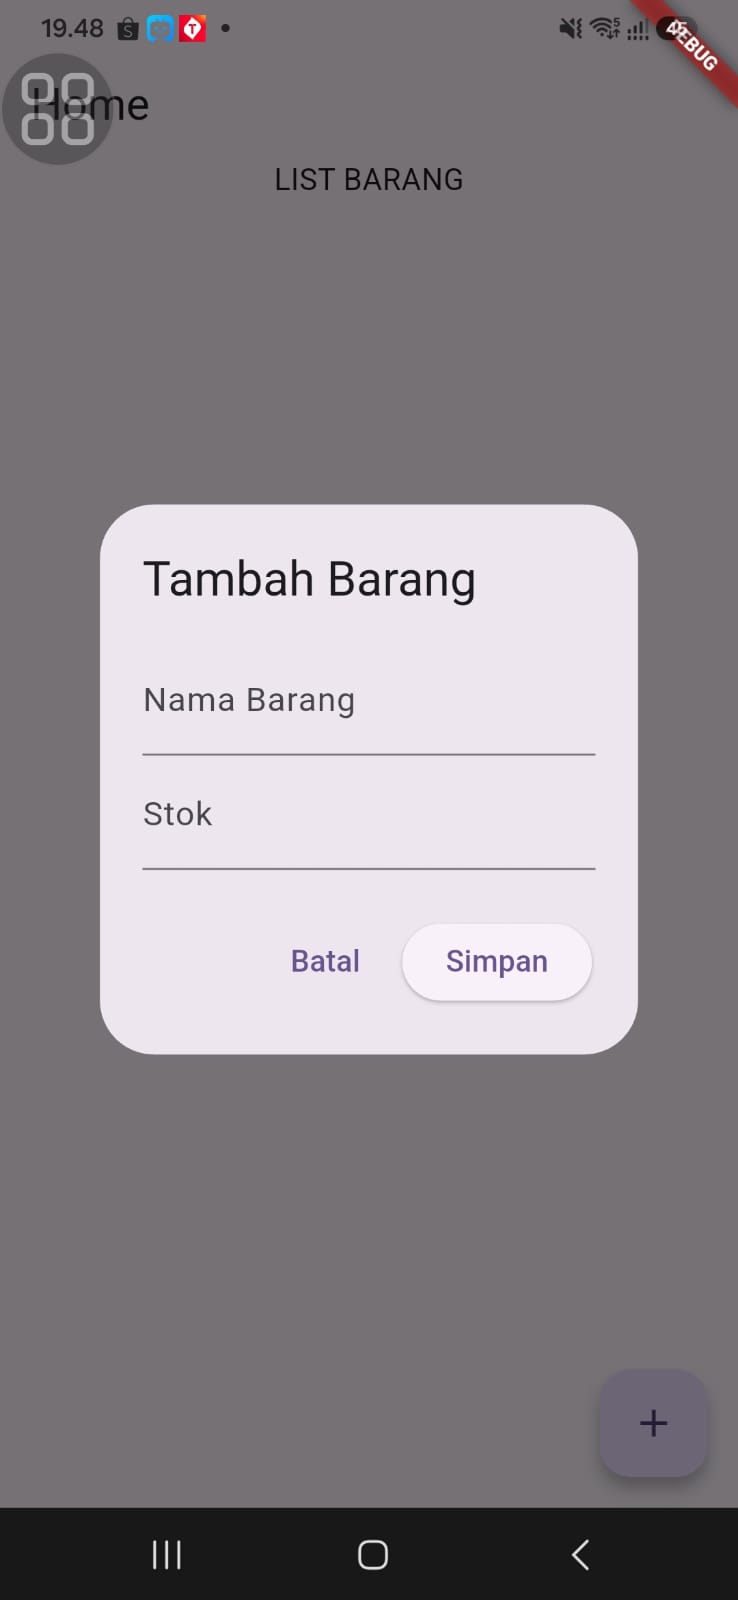 19.48
DEBUG
Home
LIST BARANG
Tambah Barang
Nama Barang
Stok
Batal
Simpan